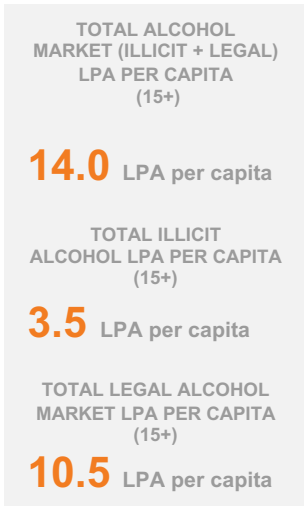 TOTAL ALCOHOL
MARKET (ILLICIT + LEGAL)
LPA PER CAPITA
(15+)
14.0 LPA per capita
TOTAL ILLICIT
ALCOHOL LPA PER CAPITA
(15+)
3.5 LPA per capita
TOTAL LEGAL ALCOHOL
MARKET LPA PER CAPITA
(15+)
10.5 LPA per capita